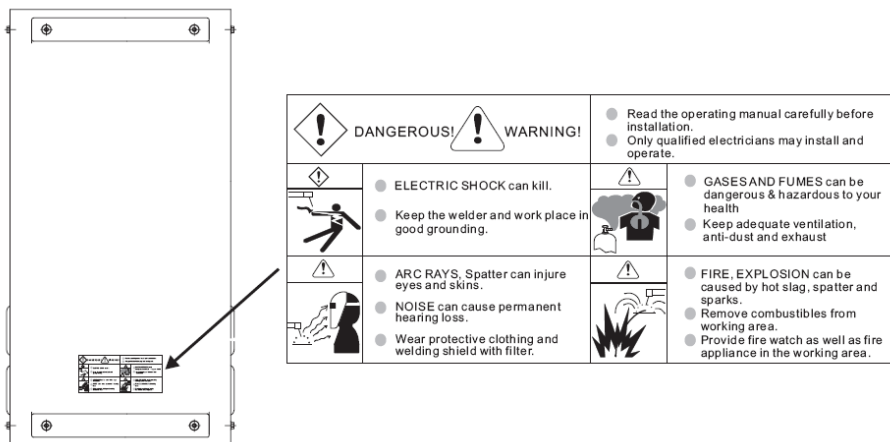 DANGEROUS! WARNING!
Read the operating manual carefully before
installation.
Only qualified electricians may install and
operate.
ELECTRIC SHOCK can kill.
Keep the welder and work place in
good grounding.
GASES AND FUMES can be
dangerous & hazardous to your
health
Keep adequate ventilation,
anti-dust and exhaust
ARC RAYS, Spatter can injure
eyes and skins.
NOISE can cause permanent
hearing loss.
Wear protective clothing and
welding shield with filter.
FIRE, EXPLOSION can be
caused by hot slag, spatter and
sparks.
Remove combustibles from
working area.
Provide fire watch as well as fire
appliance in the working area.